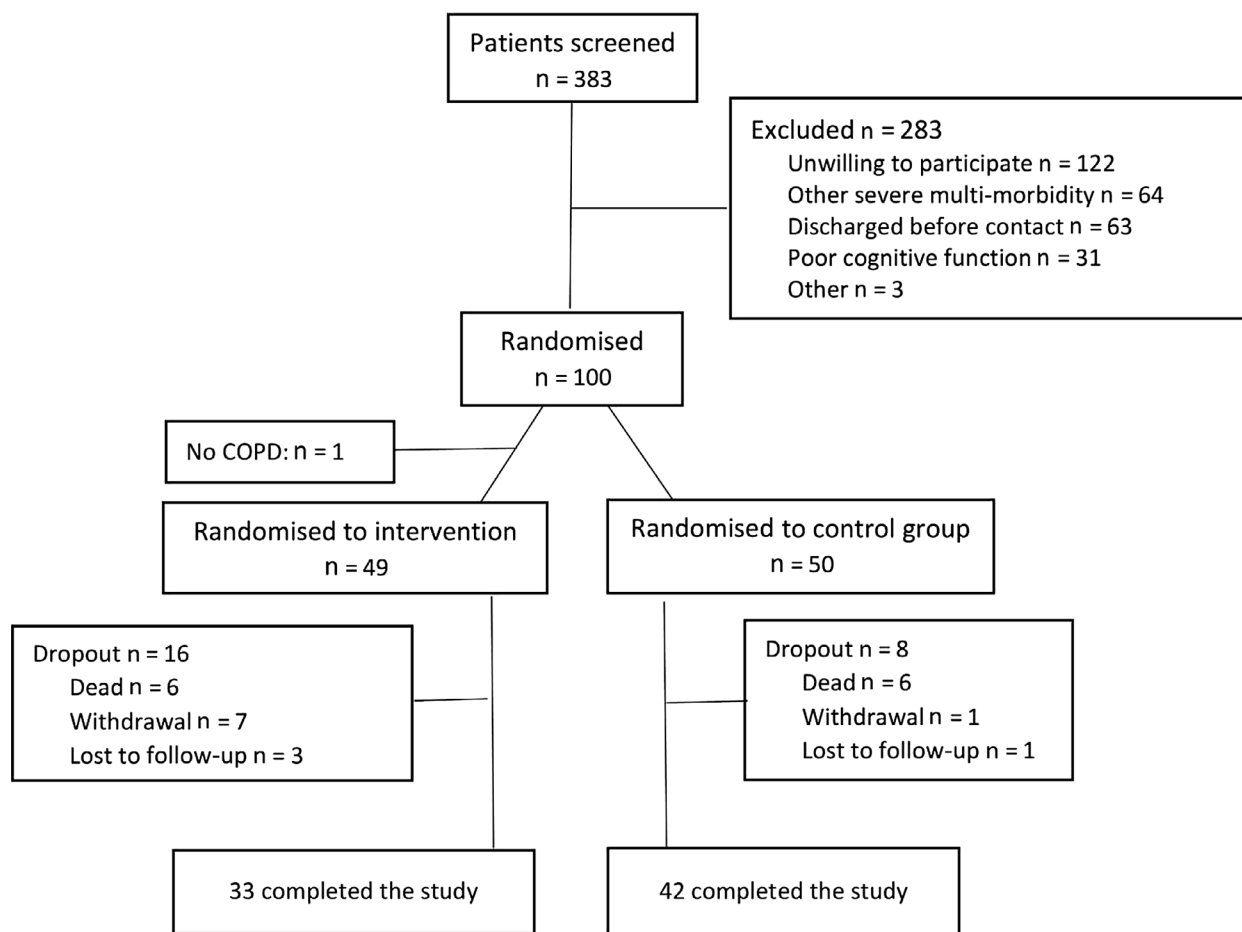 Patients screened
n = 383
Excluded n = 283
Unwilling to participate n = 122
Other severe multi-morbidity n = 64
Discharged before contact n = 63
Poor cognitive function n = 31
Other n = 3
Randomised
n = 100
No COPD: n = 1
Randomised to intervention
n = 49
Randomised to control group
n = 50
Dropout n = 16
Dead n = 6
Withdrawal n = 7
Lost to follow-up n = 3
Dropout n = 8
Dead n = 6
Withdrawal n = 1
Lost to follow-up n = 1
33 completed the study
42 completed the study